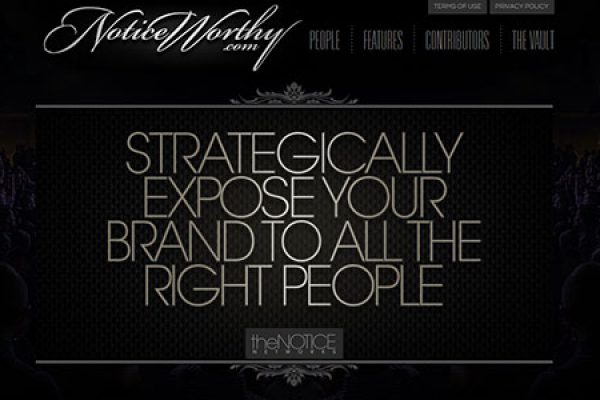 TERMS OF USE PRIVACY POLICY
NoticeWorthy
.com
PEOPLE FEATURES CONTRIBUTORS THE VAULT
STRATEGICALLY
EXPOSE YOUR
BRAND TO ALL THE
RIGHT PEOPLE
theNOTICE
NETWORKS